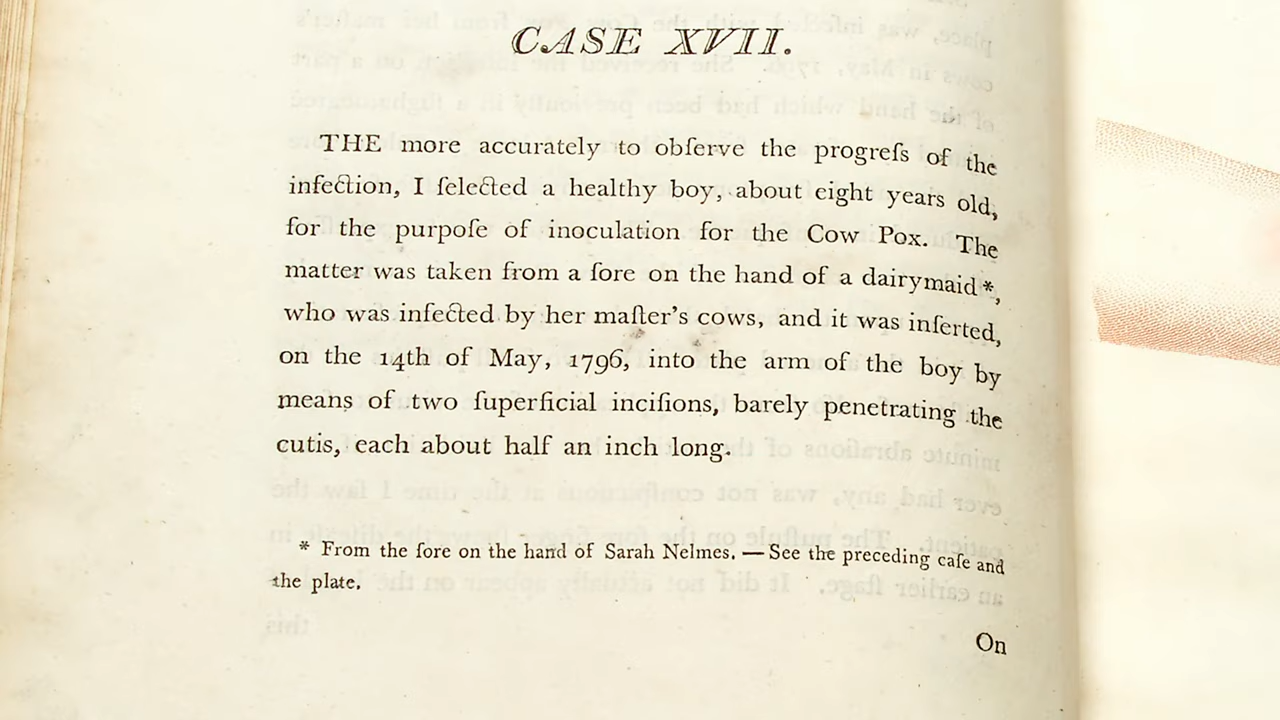 CASE XVII.
THE more accurately to obſerve the progreſs of the
infection, I ſelected a healthy boy, about eight years old,
for the purpoſe of inoculation for the Cow Pox. The
matter was taken from a ſore on the hand of a dairymaid *,
who was infected by her maſter's cows, and it was inſerted,
on the 14th of May, 1796, into the arm of the boy by
means of two ſuperficial inciſions, barely penetrating the
cutis, each about half an inch long.
* From the ſore on the hand of Sarah Nelmes. — See the preceding caſe and
the plate.
On